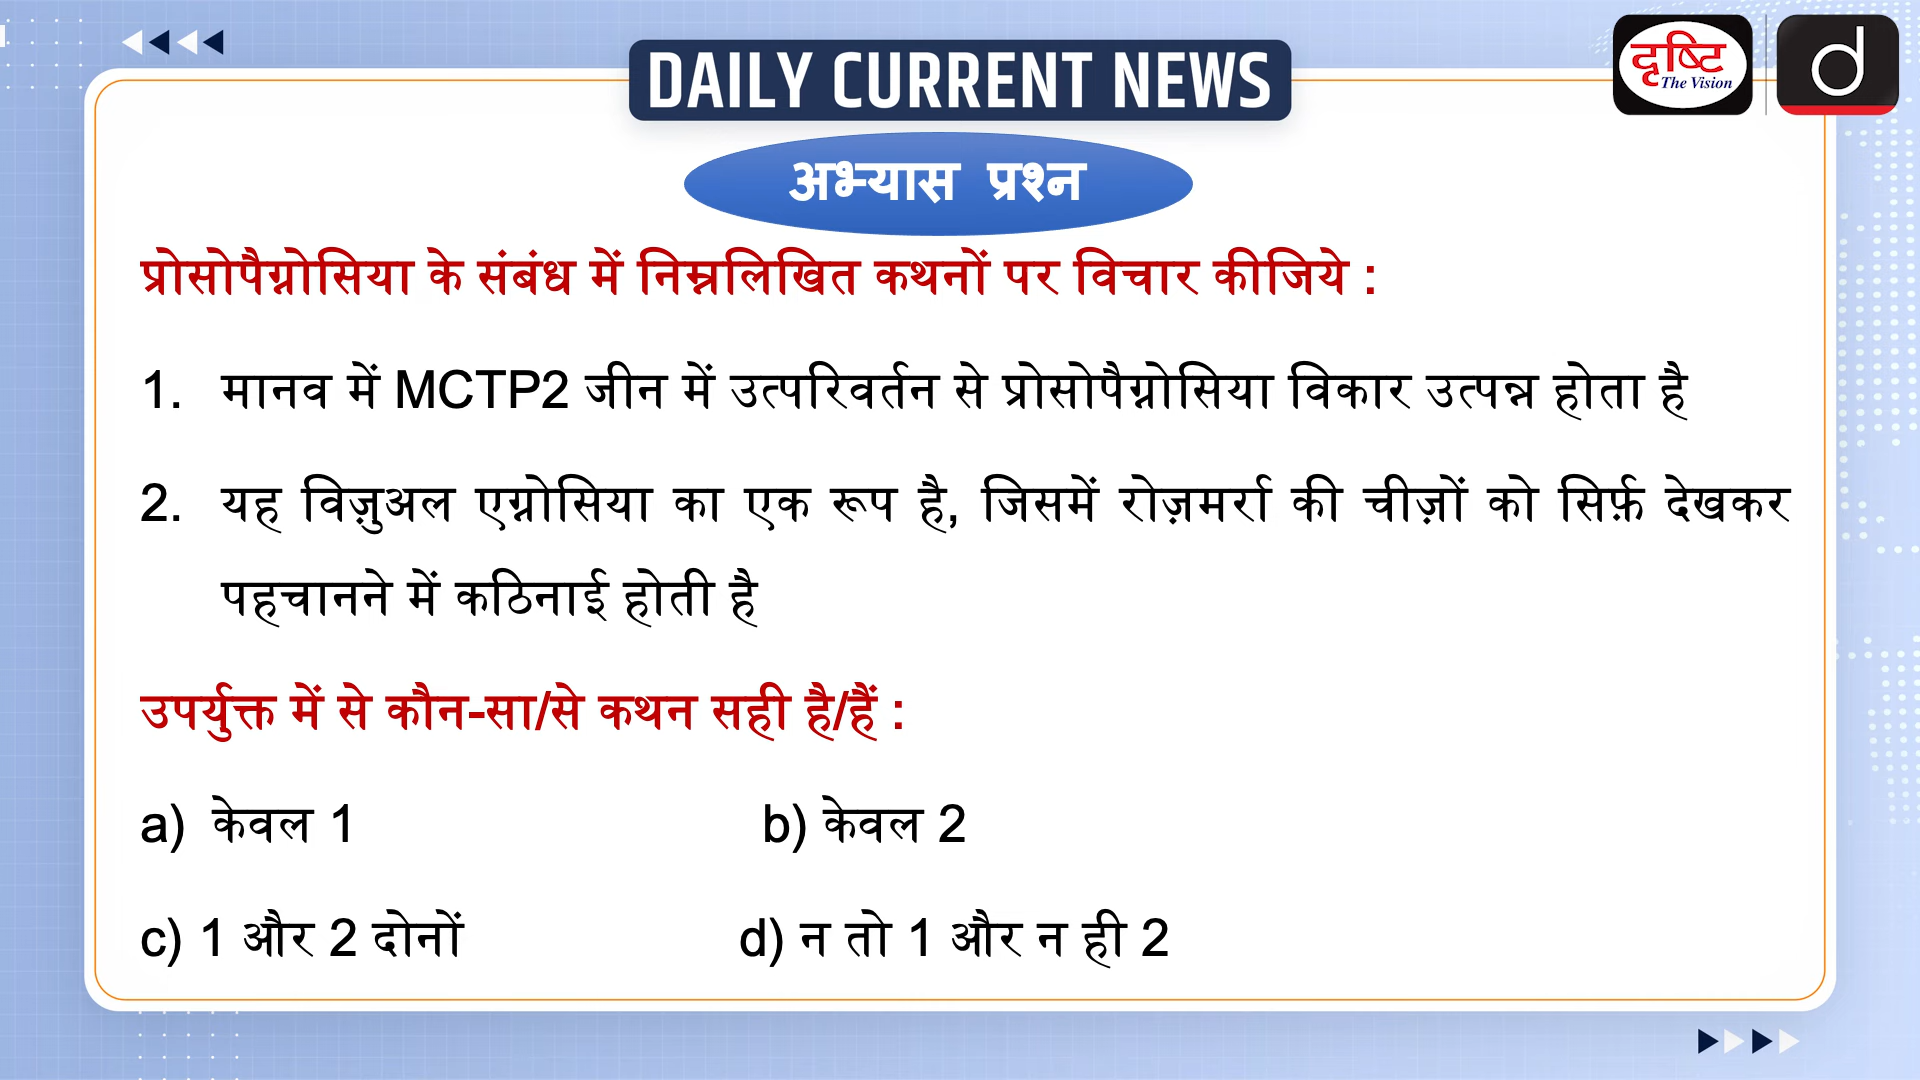 DAILY CURRENT NEWS
दृष्टि
The Vision
d
अभ्यास प्रश्न
प्रोसोपैग्नोसिया के संबंध में निम्नलिखित कथनों पर विचार कीजिये :
1. मानव में MCTP2 जीन में उत्परिवर्तन से प्रोसोपैग्नोसिया विकार उत्पन्न होता है
2. यह विज़ुअल एग्नोसिया का एक रूप है, जिसमें रोज़मर्रा की चीज़ों को सिर्फ़ देखकर
पहचानने में कठिनाई होती है
उपर्युक्त में से कौन-सा/से कथन सही है/हैं :
a) केवल 1 b) केवल 2
c) 1 और 2 दोनों d) न तो 1 और न ही 2